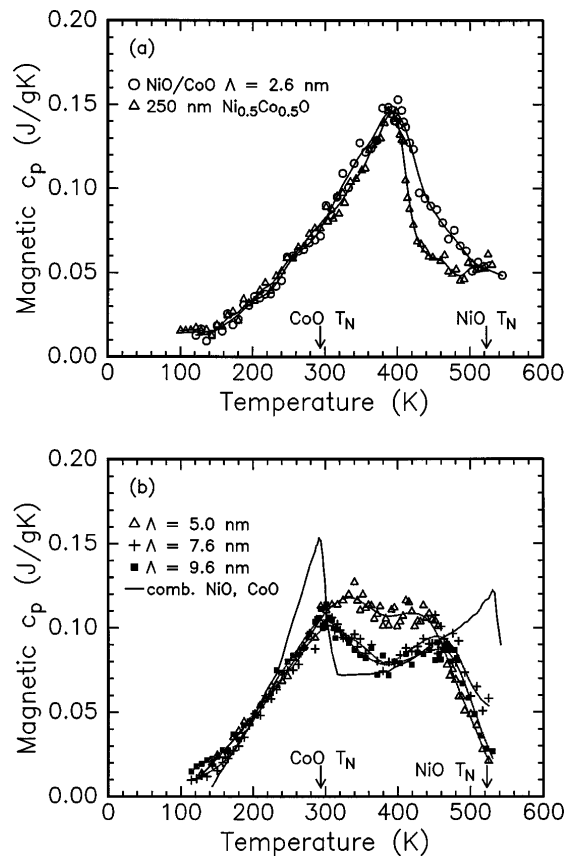 0.20
(a)
○ NiO/CoO Λ = 2.6 nm
△ 250 nm Ni0.5Co0.5O
0.15
0.10
0.05
0.00
Magnetic cp (J/gK)
CoO TN
NiO TN
0 100 200 300 400 500 600
Temperature (K)
0.20
(b)
△ Λ = 5.0 nm
+ Λ = 7.6 nm
■ Λ = 9.6 nm
— comb. NiO, CoO
0.15
0.10
0.05
0.00
Magnetic cp (J/gK)
CoO TN
NiO TN
0 100 200 300 400 500 600
Temperature (K)